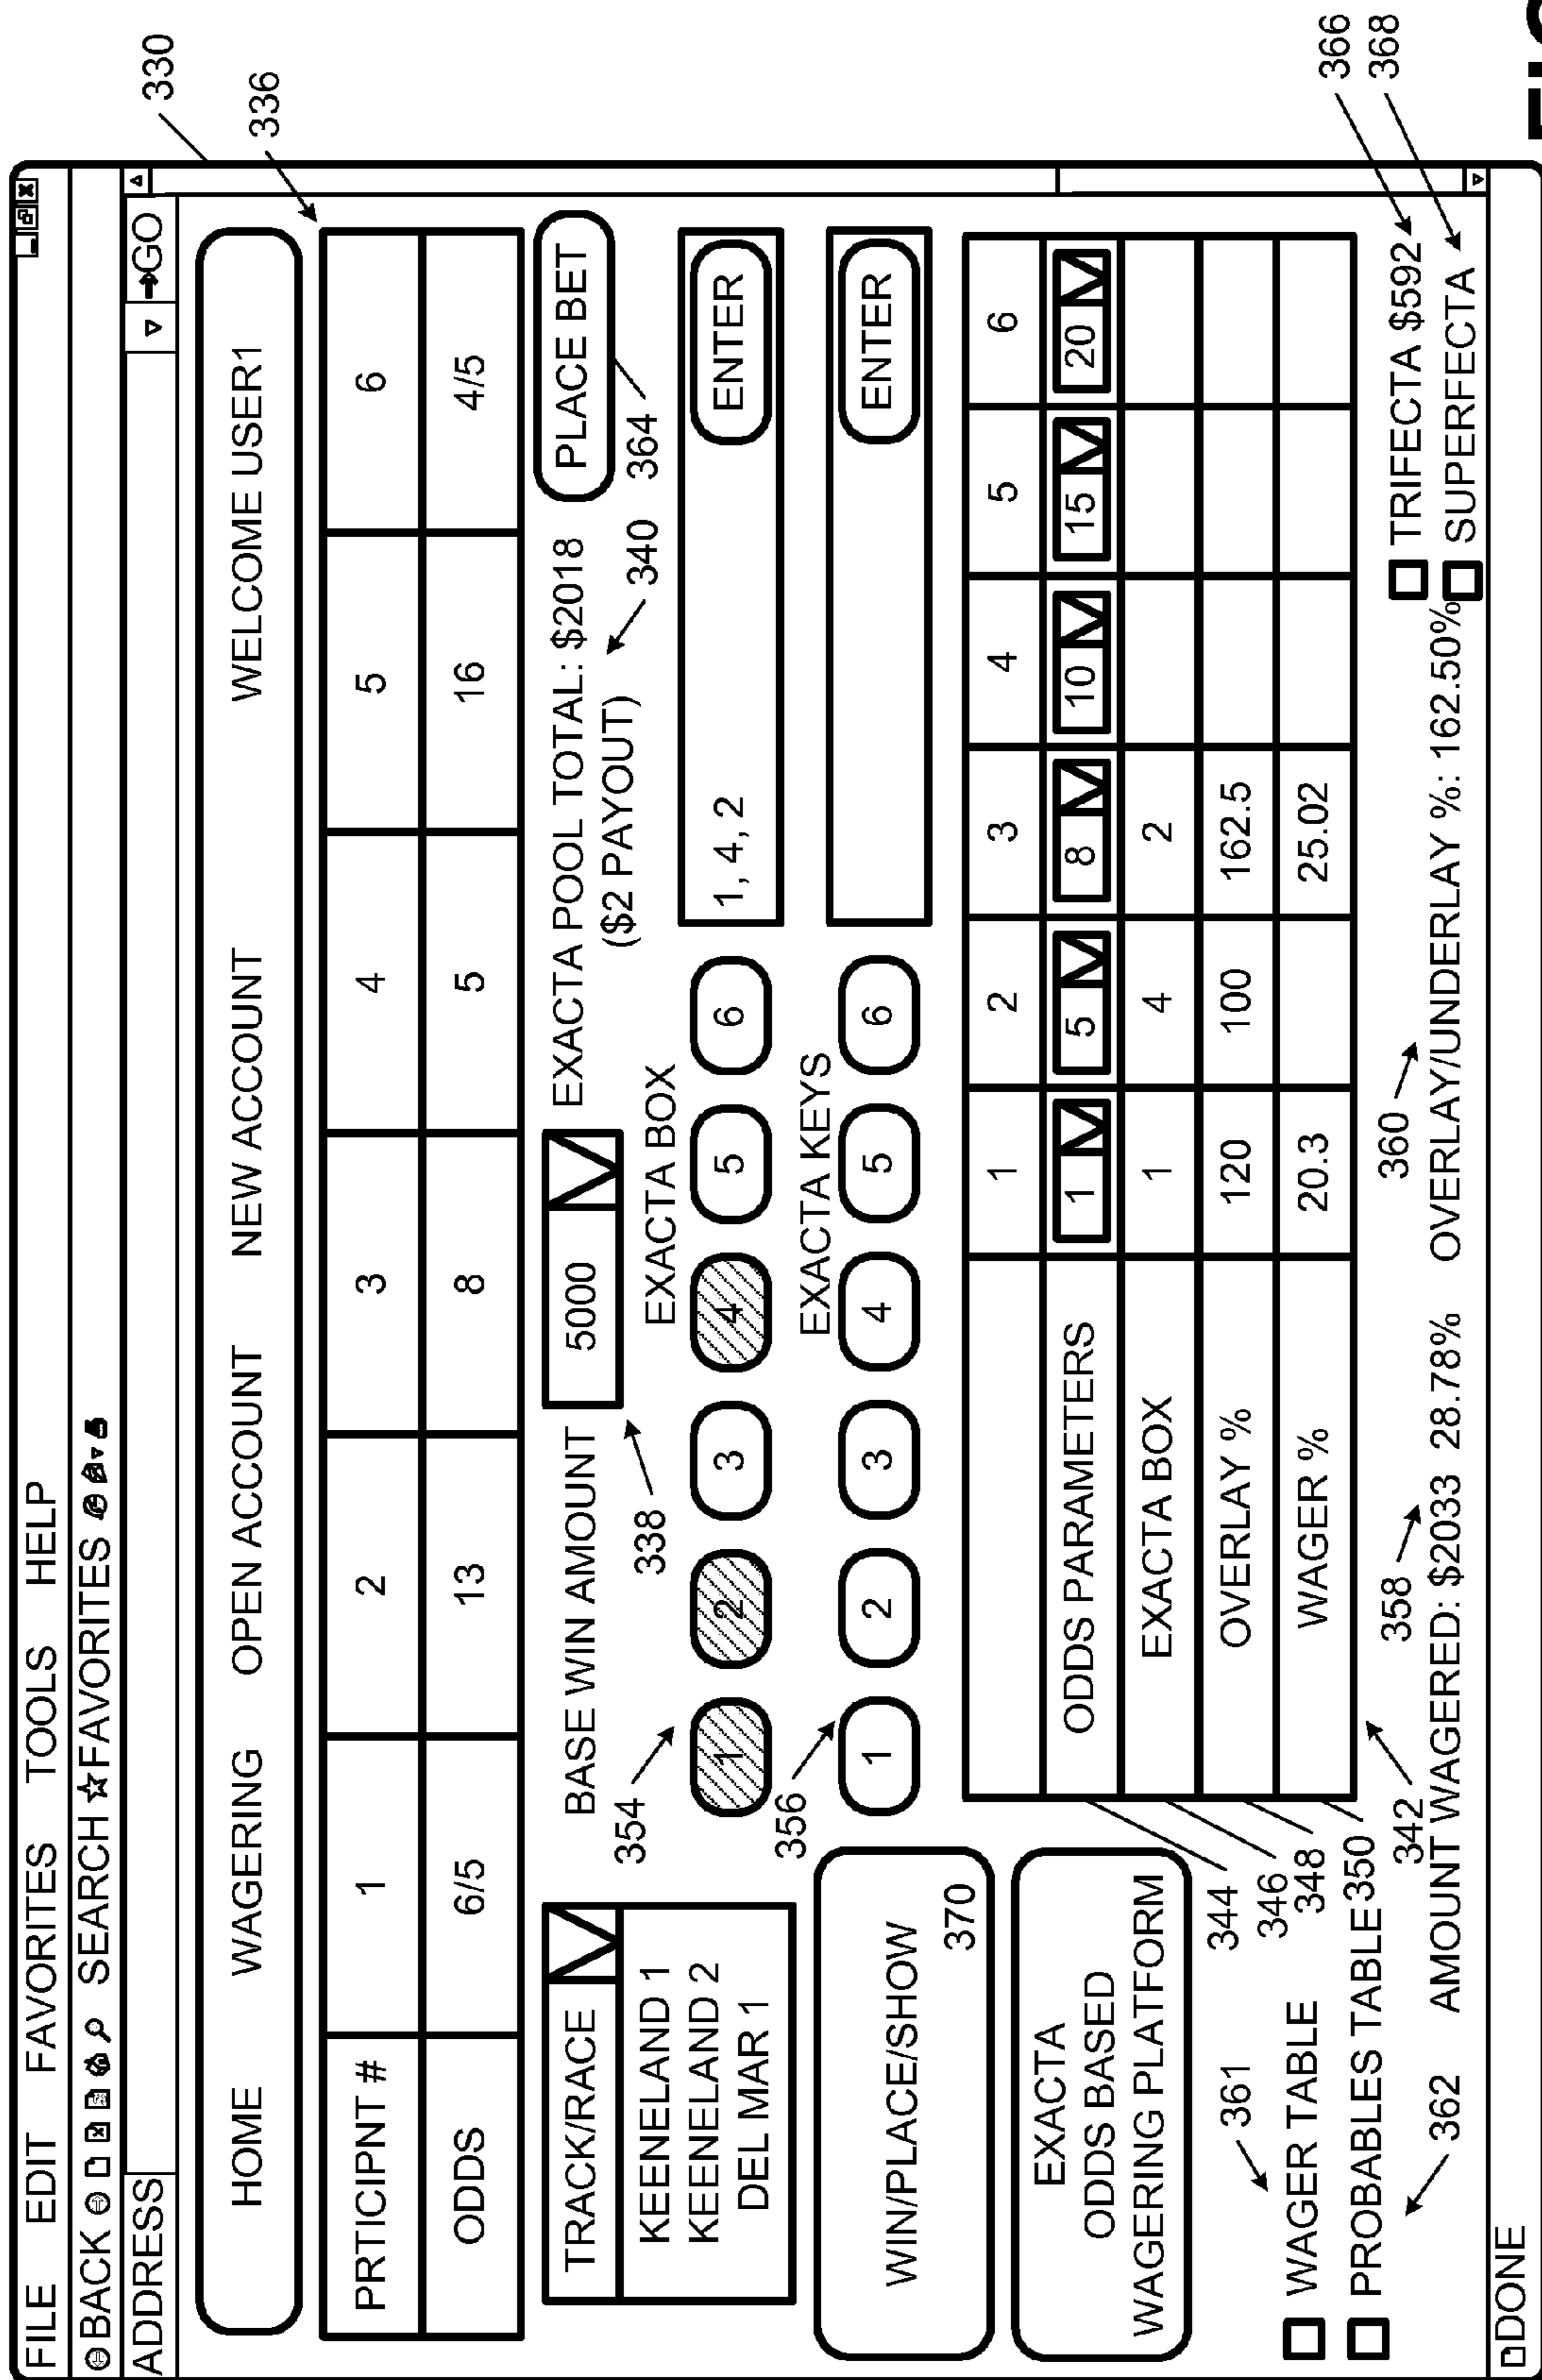 FILE EDIT FAVORITES TOOLS HELP
BACK SEARCH FAVORITES
ADDRESS GO
330
HOME WAGERING OPEN ACCOUNT NEW ACCOUNT WELCOME USER1
336
PRTICIPNT # 1 2 3 4 5 6
ODDS 6/5 13 8 5 16 4/5
TRACK/RACE
KEENELAND 1
KEENELAND 2
DEL MAR 1
BASE WIN AMOUNT 5000 EXACTA POOL TOTAL: $2018 PLACE BET
($2 PAYOUT)
338 340 364
354 EXACTA BOX
1 2 3 4 5 6 1, 4, 2 ENTER
356 EXACTA KEYS
1 2 3 4 5 6 ENTER
WIN/PLACE/SHOW
370
EXACTA
ODDS BASED
WAGERING PLATFORM
1 2 3 4 5 6
ODDS PARAMETERS 1 5 8 10 15 20
EXACTA BOX 1 4 2
OVERLAY % 120 100 162.5
WAGER % 20.3 25.02
344
346
348
350
342
361
WAGER TABLE
PROBABLES TABLE
362
358 360
AMOUNT WAGERED: $2033 28.78% OVERLAY/UNDERLAY %: 162.50%
TRIFECTA $592
SUPERFECTA
366
368
DONE